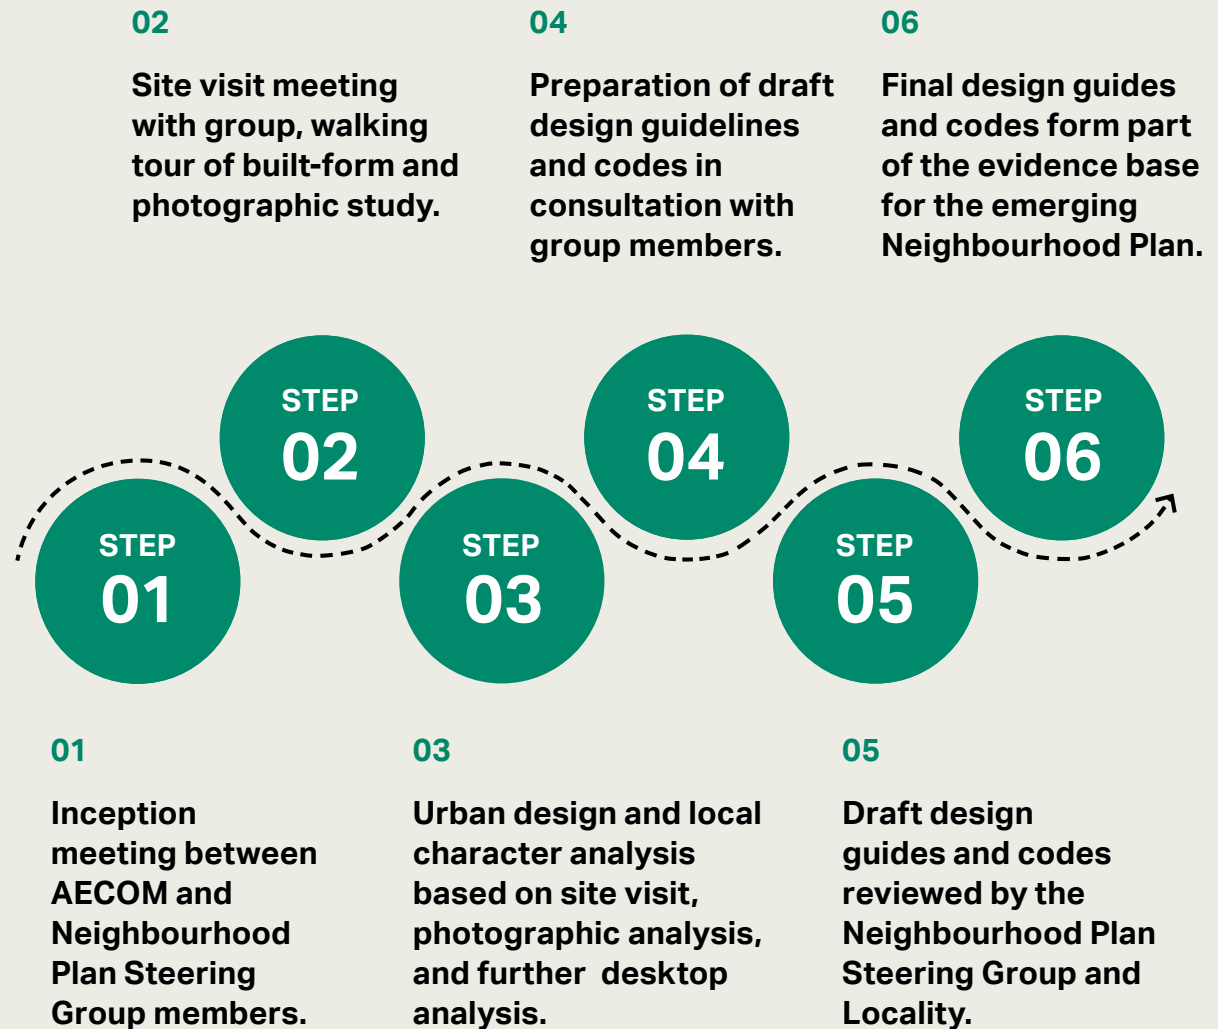 02
Site visit meeting
with group, walking
tour of built-form and
photographic study.
04
Preparation of draft
design guidelines
and codes in
consultation with
group members.
06
Final design guides
and codes form part
of the evidence base
for the emerging
Neighbourhood Plan.
STEP
02
STEP
04
STEP
06
STEP
01
STEP
03
STEP
05
01
Inception
meeting between
AECOM and
Neighbourhood
Plan Steering
Group members.
03
Urban design and local
character analysis
based on site visit,
photographic analysis,
and further  desktop
analysis.
05
Draft design
guides and codes
reviewed by the
Neighbourhood Plan
Steering Group and
Locality.